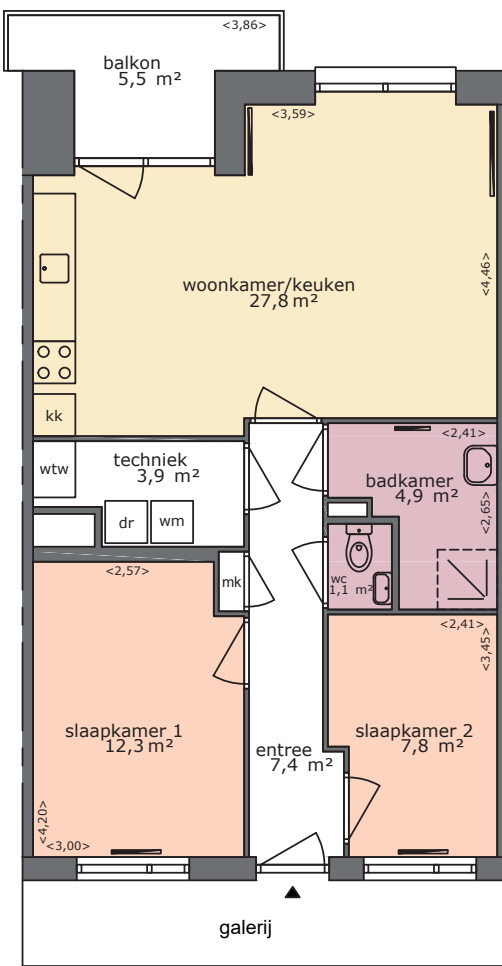 <3,86>
balkon
5,5 m²
<3,59>
woonkamer/keuken
27,8 m²
<4,46>
kk
<2,41>
wtw
techniek
3,9 m²
badkamer
4,9 m²
<2,65>
dr
wm
<2,57>
mk
wc
1,1 m²
<2,41>
<3,45>
slaapkamer 1
12,3 m²
slaapkamer 2
7,8 m²
entree
7,4 m²
<4,20>
<3,00>
galerij